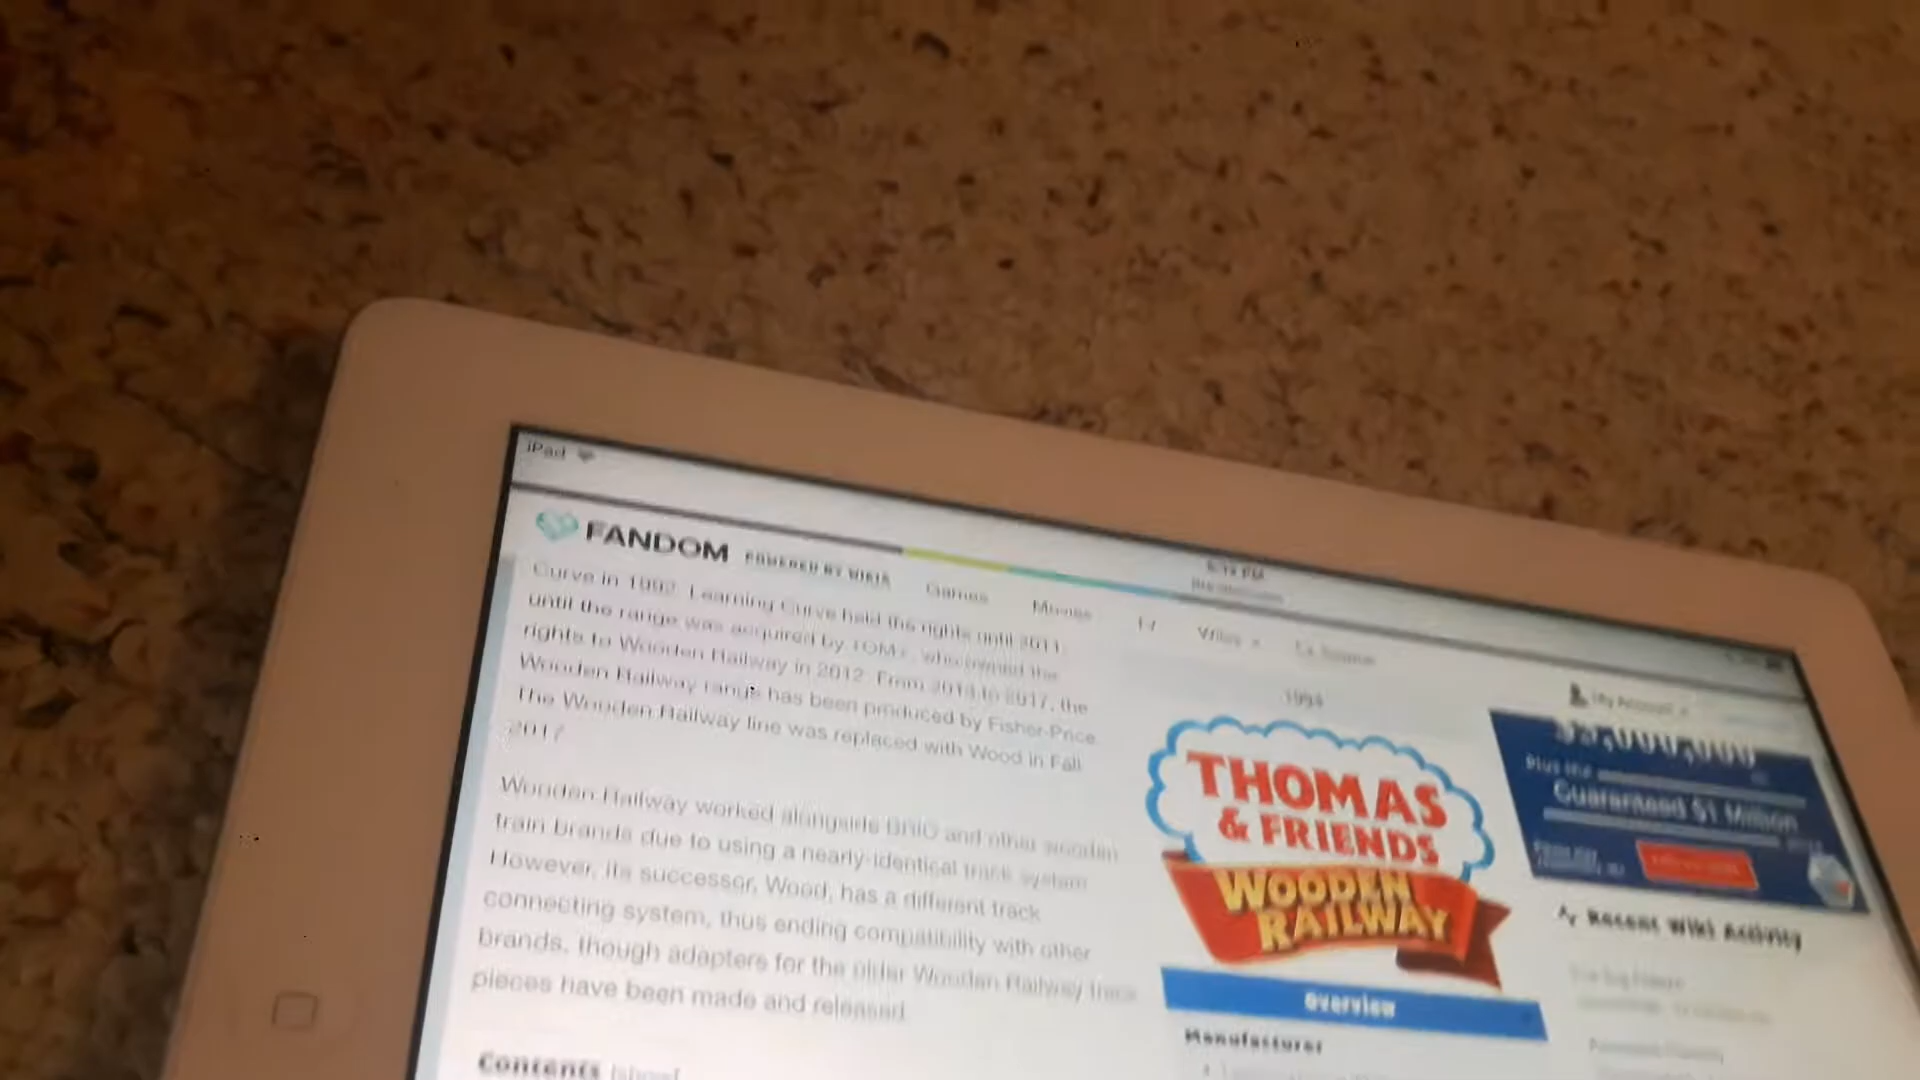 iPad
FANDOM POWERED BY WIKIA
Games Movies TV Wikis
My Account
Curve in 1992. Learning Curve held the rights until 2011,
until the range was acquired by TOMY, who owned the
rights to Wooden Railway in 2012. From 2013 to 2017, the
Wooden Railway range has been produced by Fisher-Price.
The Wooden Railway line was replaced with Wood in Fall
2017
Wooden Railway worked alongside BRIO and other wooden
train brands due to using a nearly-identical track system.
However, its successor, Wood, has a different track
connecting system, thus ending compatibility with other
brands, though adapters for the older Wooden Railway track
pieces have been made and released.
Contents [show]
1994
THOMAS
& FRIENDS
WOODEN
RAILWAY
Overview
Manufacturer
Plus the
Guaranteed $1 Million
Recent Wiki Activity